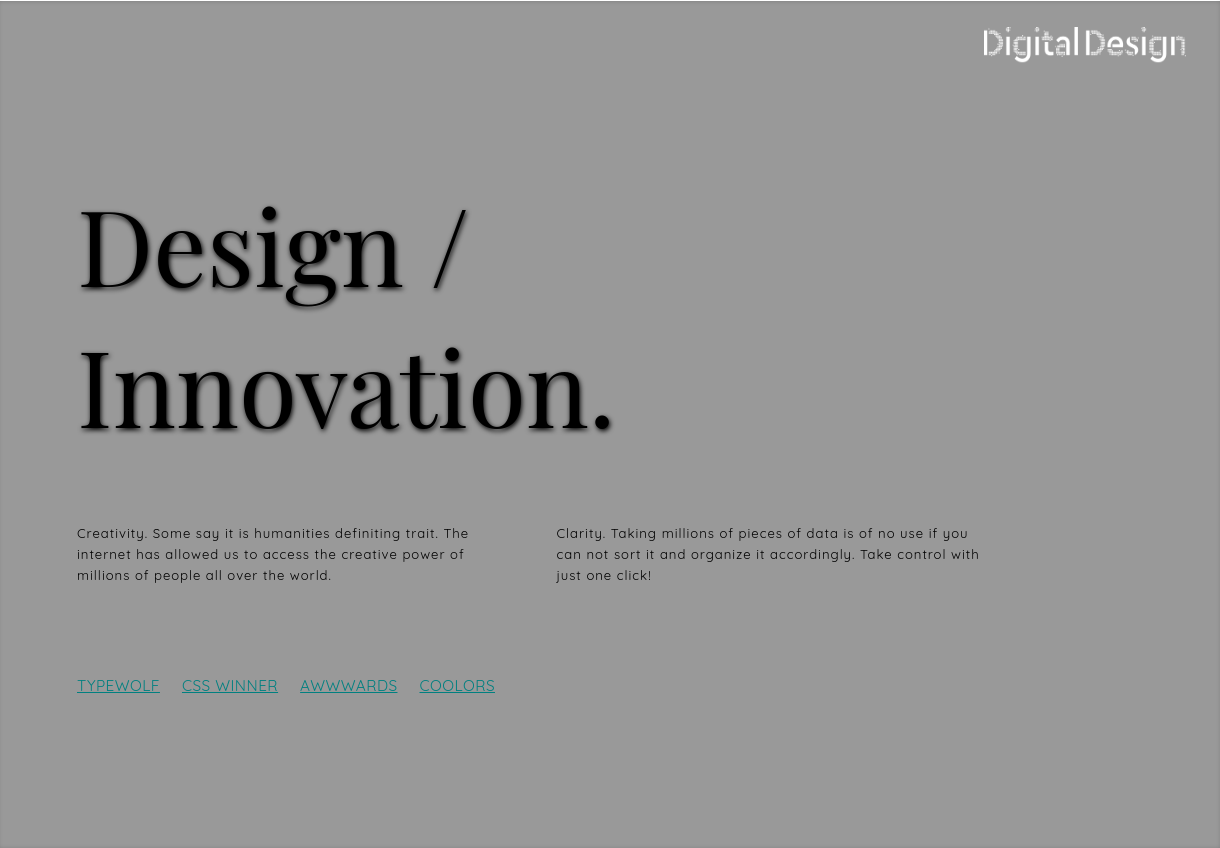 Digital Design
Design /
Innovation.
Creativity. Some say it is humanities definiting trait. The
internet has allowed us to access the creative power of
millions of people all over the world.
Clarity. Taking millions of pieces of data is of no use if you
can not sort it and organize it accordingly. Take control with
just one click!
TYPEWOLF CSS WINNER AWWWARDS COOLORS